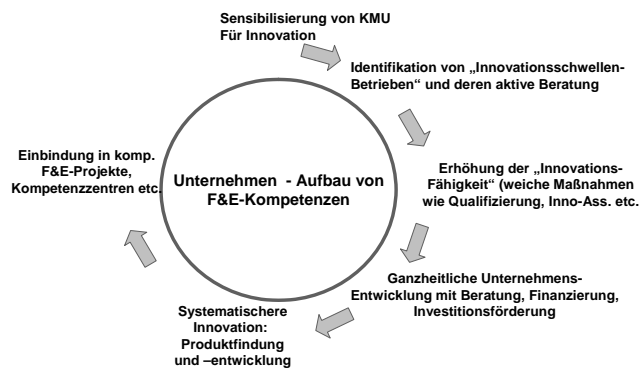 Sensibilisierung von KMU
Für Innovation
Identifikation von „Innovationsschwellen-
Betrieben“ und deren aktive Beratung
Erhöhung der „Innovations-
Fähigkeit“ (weiche Maßnahmen
wie Qualifizierung, Inno-Ass. etc.
Ganzheitliche Unternehmens-
Entwicklung mit Beratung, Finanzierung,
Investitionsförderung
Systematischere
Innovation:
Produktfindung
und –entwicklung
Einbindung in komp.
F&E-Projekte,
Kompetenzzentren etc.
Unternehmen - Aufbau von
F&E-Kompetenzen